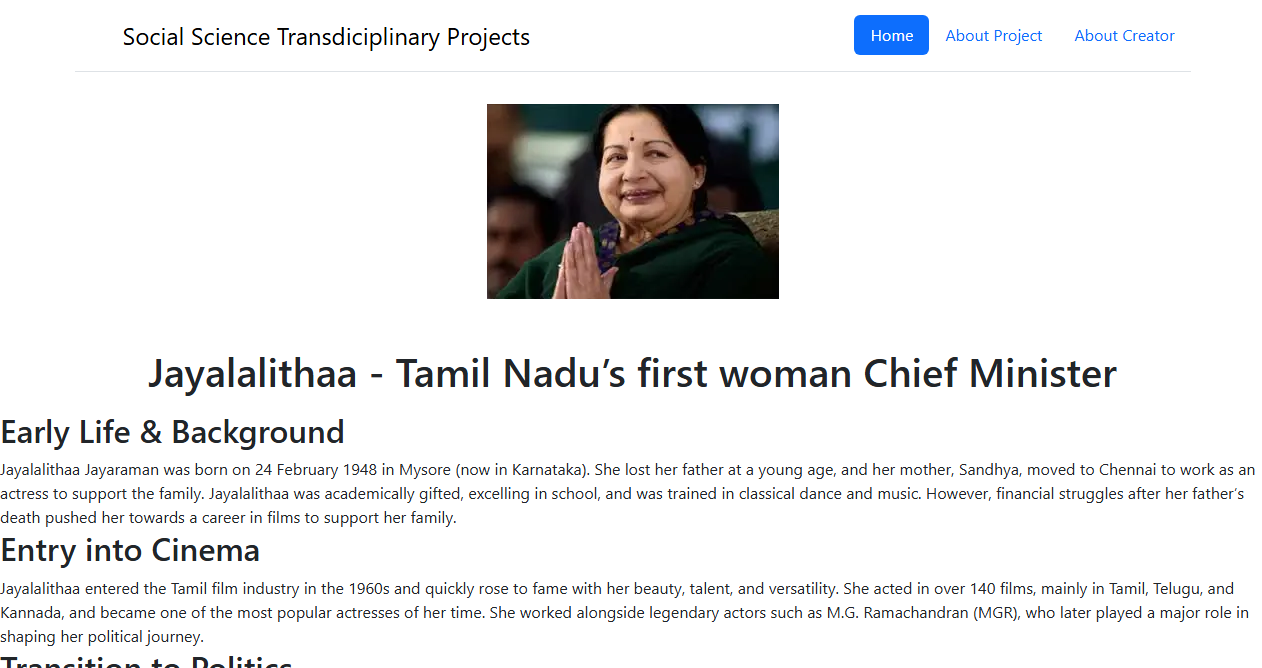 Social Science Transdiciplinary Projects
Home
About Project
About Creator
Jayalalithaa - Tamil Nadu’s first woman Chief Minister
Early Life & Background
Jayalalithaa Jayaraman was born on 24 February 1948 in Mysore (now in Karnataka). She lost her father at a young age, and her mother, Sandhya, moved to Chennai to work as an
actress to support the family. Jayalalithaa was academically gifted, excelling in school, and was trained in classical dance and music. However, financial struggles after her father’s
death pushed her towards a career in films to support her family.
Entry into Cinema
Jayalalithaa entered the Tamil film industry in the 1960s and quickly rose to fame with her beauty, talent, and versatility. She acted in over 140 films, mainly in Tamil, Telugu, and
Kannada, and became one of the most popular actresses of her time. She worked alongside legendary actors such as M.G. Ramachandran (MGR), who later played a major role in
shaping her political journey.
Transition to Politics